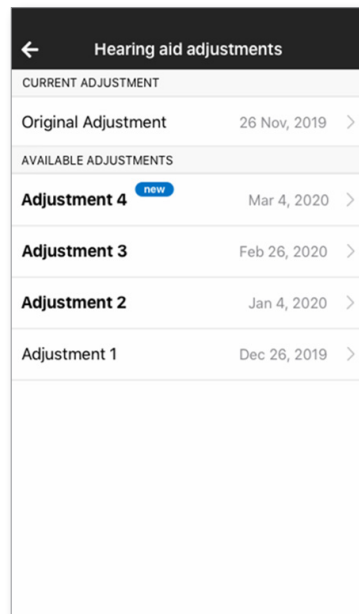 Hearing aid adjustments
CURRENT ADJUSTMENT
Original Adjustment 26 Nov, 2019
AVAILABLE ADJUSTMENTS
Adjustment 4 new Mar 4, 2020
Adjustment 3 Feb 26, 2020
Adjustment 2 Jan 4, 2020
Adjustment 1 Dec 26, 2019